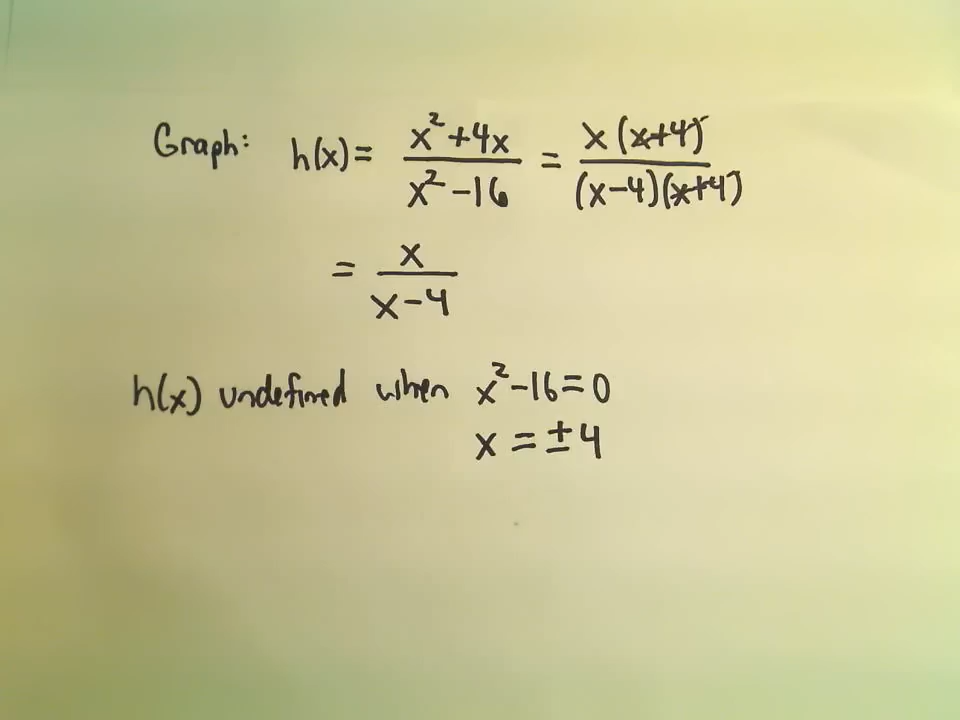 Graph: h(x) = x² + 4x / x² - 16 = x (x+4) / (x-4)(x+4)
= x / x-4
h(x) undefined when x² - 16 = 0
x = ±4